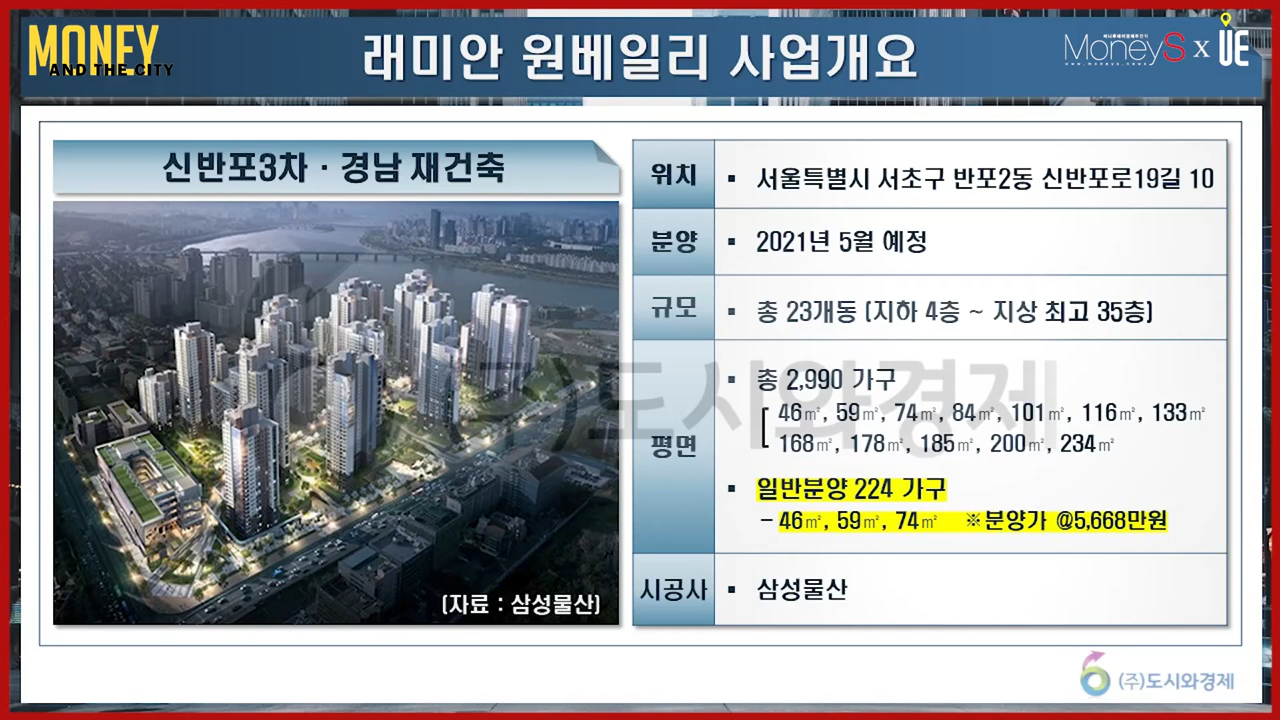 MONEY
AND THE CITY
래미안 원베일리 사업개요
MoneyS x UE
신반포3차 · 경남 재건축
(자료 : 삼성물산)
위치
▪ 서울특별시 서초구 반포2동 신반포로19길 10
분양
▪ 2021년 5월 예정
규모
▪ 총 23개동 (지하 4층 ~ 지상 최고 35층)
평면
▪ 총 2,990 가구
46㎡, 59㎡, 74㎡, 84㎡, 101㎡, 116㎡, 133㎡
168㎡, 178㎡, 185㎡, 200㎡, 234㎡
▪ 일반분양 224 가구
- 46㎡, 59㎡, 74㎡ ※분양가 @5,668만원
시공사
▪ 삼성물산
주)도시와경제
(주)도시와경제